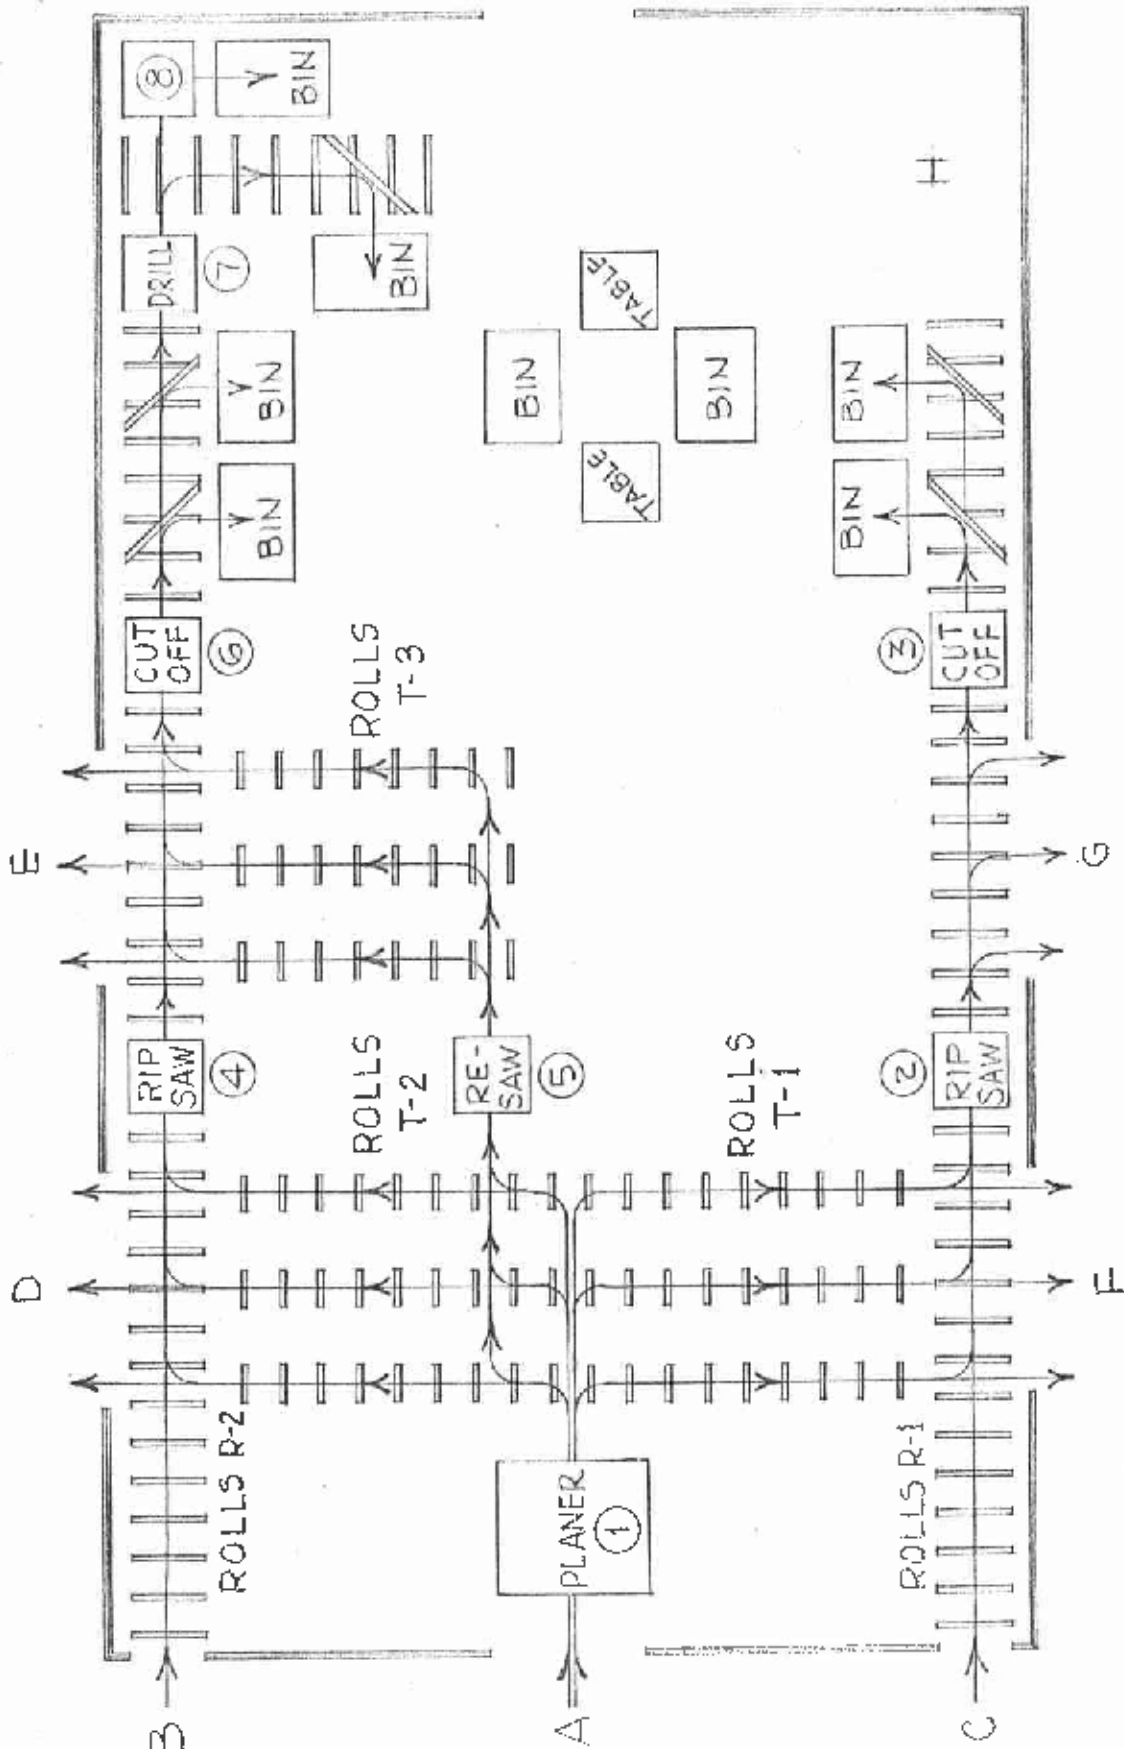 8
BIN
H
DRILL
7
BIN
TABLE
BIN
BIN
BIN
BIN
BIN
BIN
TABLE
CUT
OFF
6
ROLLS
T-3
3
CUT
OFF
E
G
RIP
SAW
4
ROLLS
T-2
RE-
SAW
5
ROLLS
T-1
2
RIP
SAW
D
F
ROLLS R-2
PLANER
1
ROLLS R-1
B
A
C